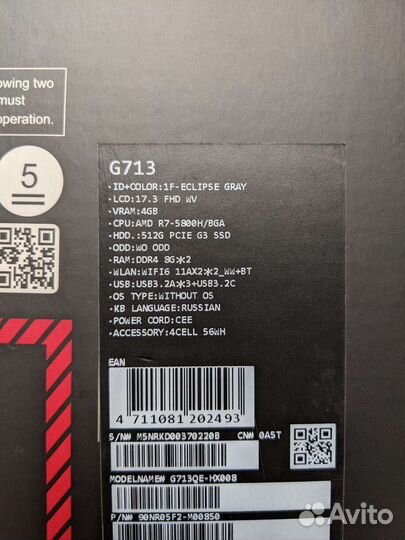 owing two
must
operation.
5
G713
·ID+COLOR:1F-ECLIPSE GRAY
·LCD:17.3 FHD WV
·VRAM:4GB
·CPU:AMD R7-5800H/BGA
·HDD.:512G PCIE G3 SSD
·ODD:WO ODD
·RAM:DDR4 8G*2
·WLAN:WIFI6 11AX2*2_WW+BT
·USB:USB3.2A*3+USB3.2C
·OS TYPE:WITHOUT OS
·KB LANGUAGE:RUSSIAN
·POWER CORD:CEE
·ACCESSORY:4CELL 56WH
EAN
4 711081 202493
S/N# M5NRKD00370220B CN# 0A5T
MODELNAME# G713QE-HX008
P/N# 90NR05F2-M00850
Avito